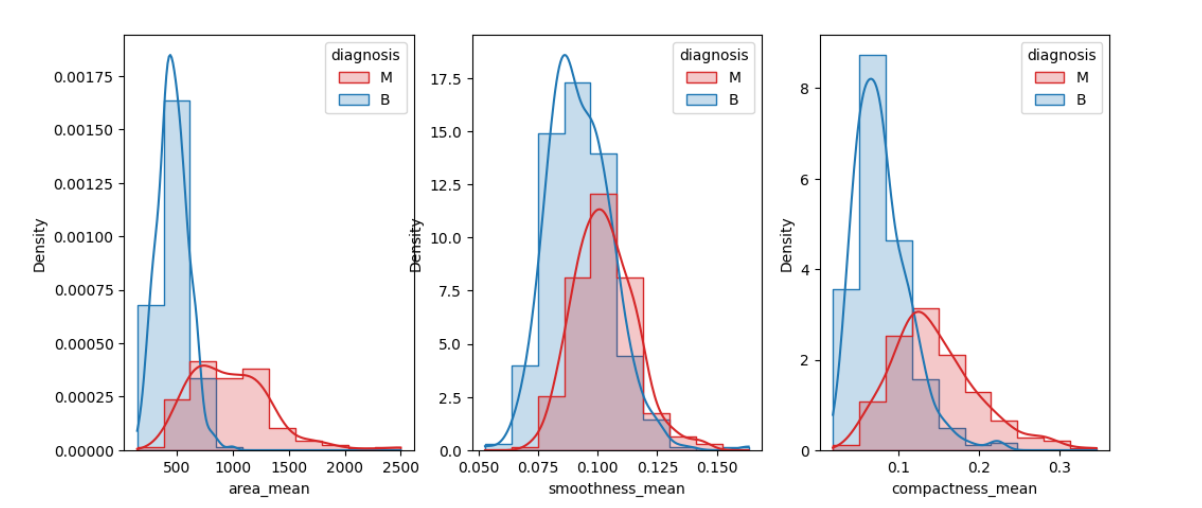 diagnosis
M
B
0.00175
0.00150
0.00125
0.00100
0.00075
0.00050
0.00025
0.00000
Density
500
1000
1500
2000
2500
area_mean
diagnosis
M
B
17.5
15.0
12.5
10.0
7.5
5.0
2.5
0.0
Density
0.050
0.075
0.100
0.125
0.150
smoothness_mean
diagnosis
M
B
8
6
4
2
0
Density
0.1
0.2
0.3
compactness_mean